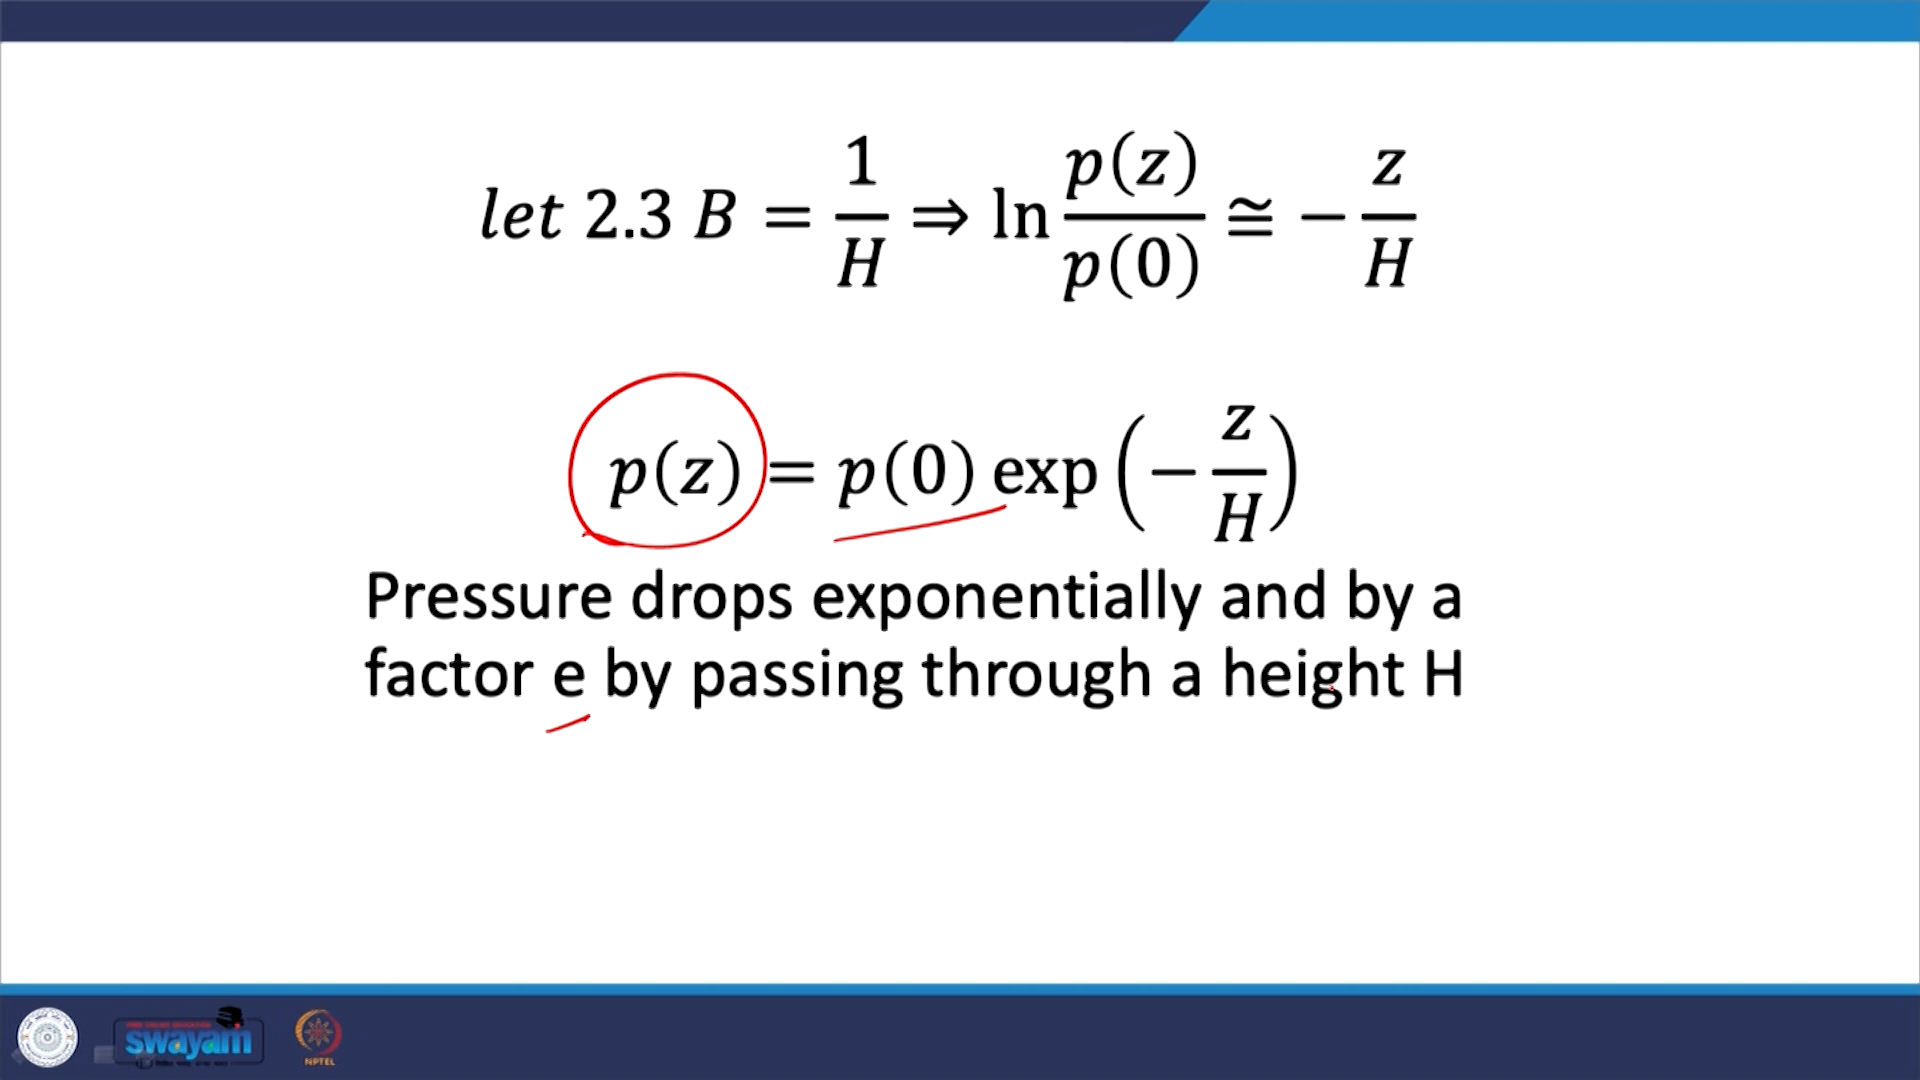 let 2.3 B = 1/H ⇒ ln p(z)/p(0) ≅ − z/H
p(z) = p(0) exp (− z/H)
Pressure drops exponentially and by a
factor e by passing through a height H
swayam
NPTEL